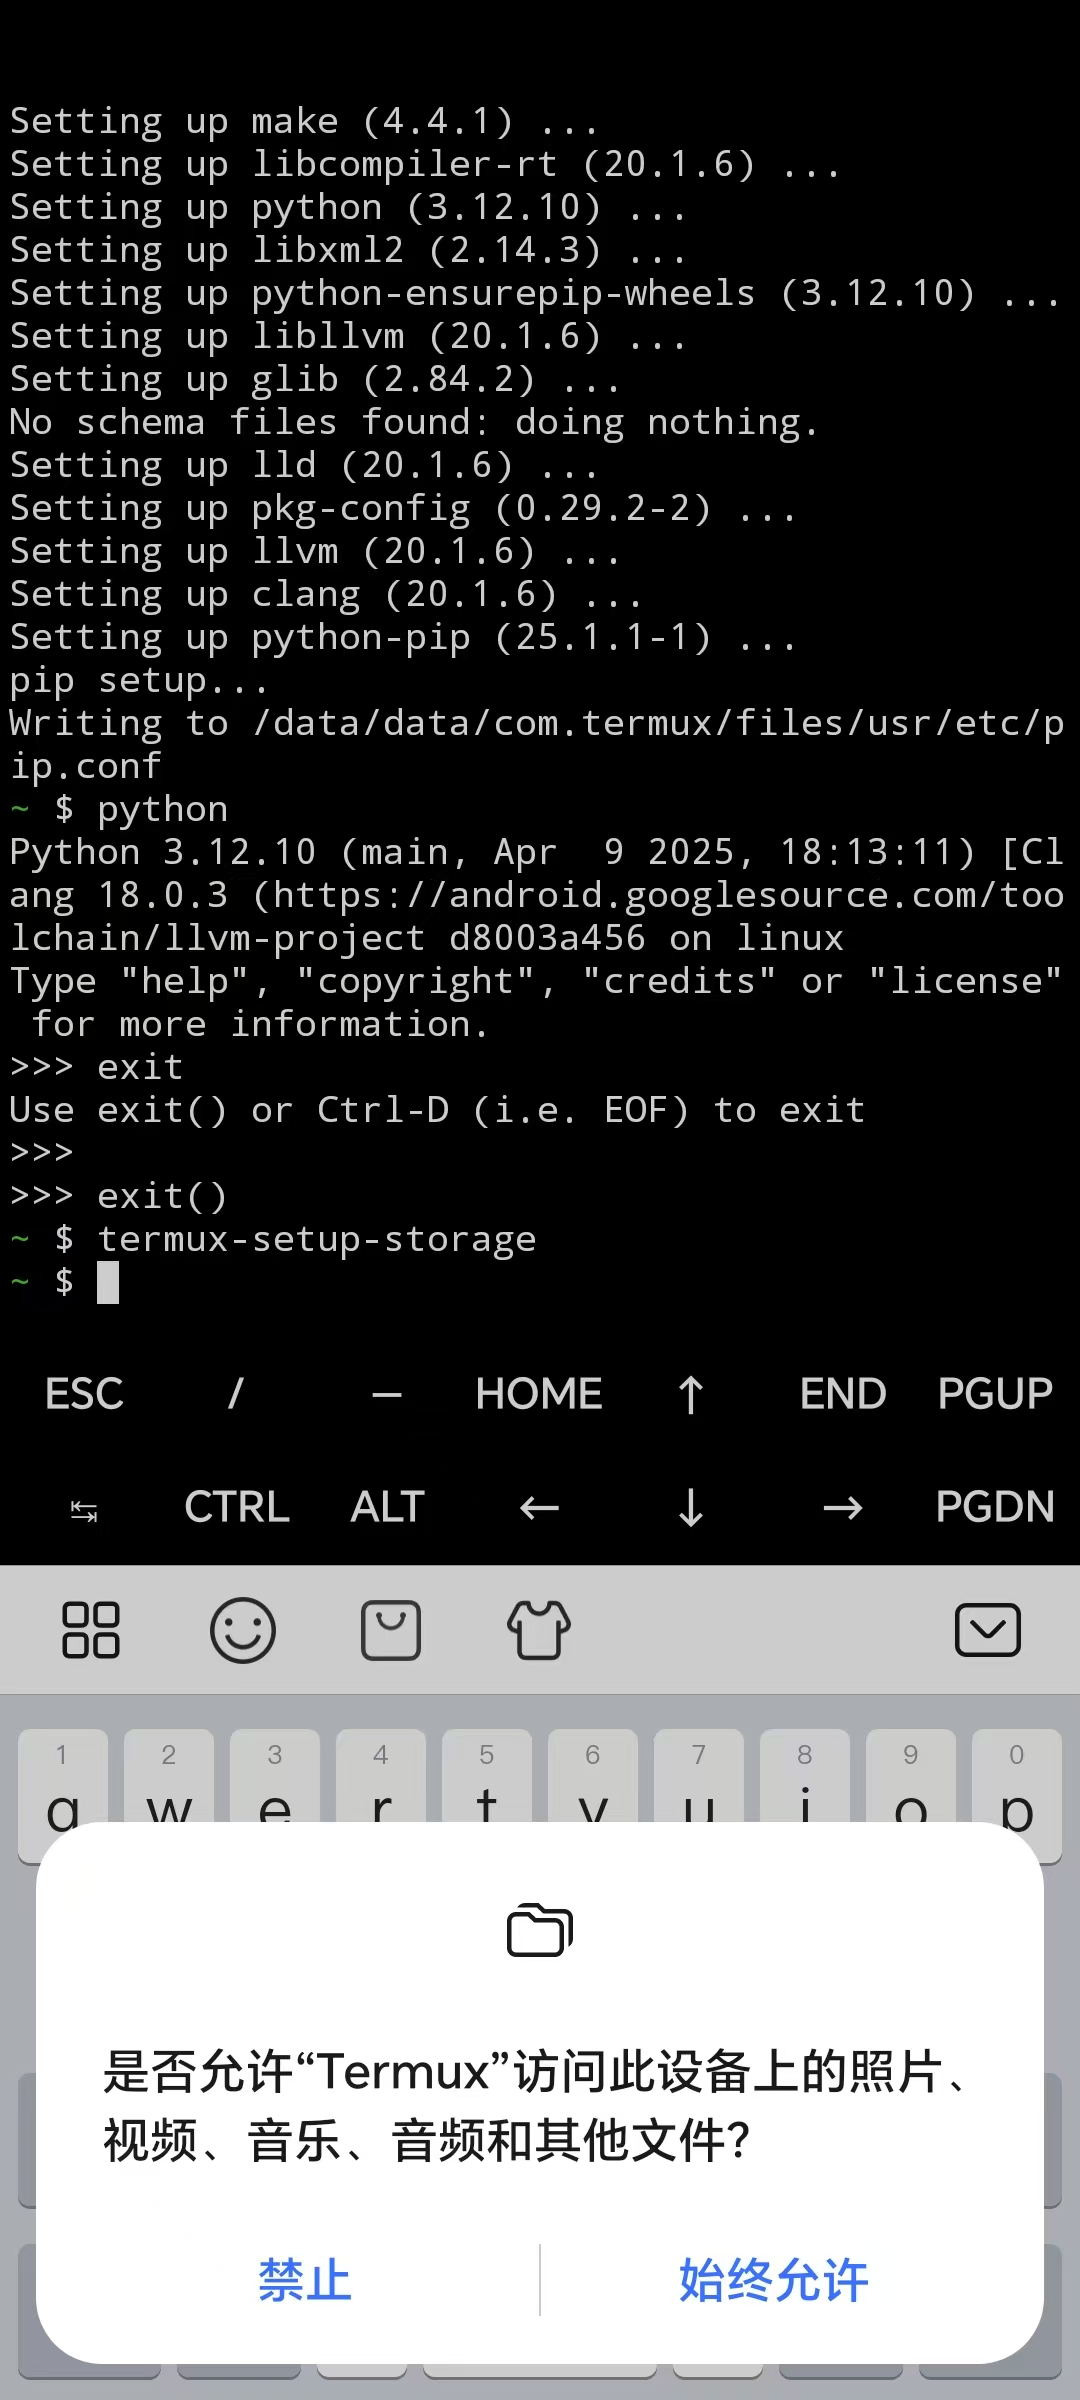 Setting up make (4.4.1) ...
Setting up libcompiler-rt (20.1.6) ...
Setting up python (3.12.10) ...
Setting up libxml2 (2.14.3) ...
Setting up python-ensurepip-wheels (3.12.10) ...
Setting up libllvm (20.1.6) ...
Setting up glib (2.84.2) ...
No schema files found: doing nothing.
Setting up lld (20.1.6) ...
Setting up pkg-config (0.29.2-2) ...
Setting up llvm (20.1.6) ...
Setting up clang (20.1.6) ...
Setting up python-pip (25.1.1-1) ...
pip setup...
Writing to /data/data/com.termux/files/usr/etc/p
ip.conf
~ $ python
Python 3.12.10 (main, Apr  9 2025, 18:13:11) [Cl
ang 18.0.3 (https://android.googlesource.com/too
lchain/llvm-project d8003a456 on linux
Type "help", "copyright", "credits" or "license"
 for more information.
>>> exit
Use exit() or Ctrl-D (i.e. EOF) to exit
>>>
>>> exit()
~ $ termux-setup-storage
~ $
ESC / — HOME ↑ END PGUP
↹ CTRL ALT ← ↓ → PGDN
1 2 3 4 5 6 7 8 9 0
q w e r t y u i o p
是否允许“Termux”访问此设备上的照片、
视频、音乐、音频和其他文件?
禁止 始终允许